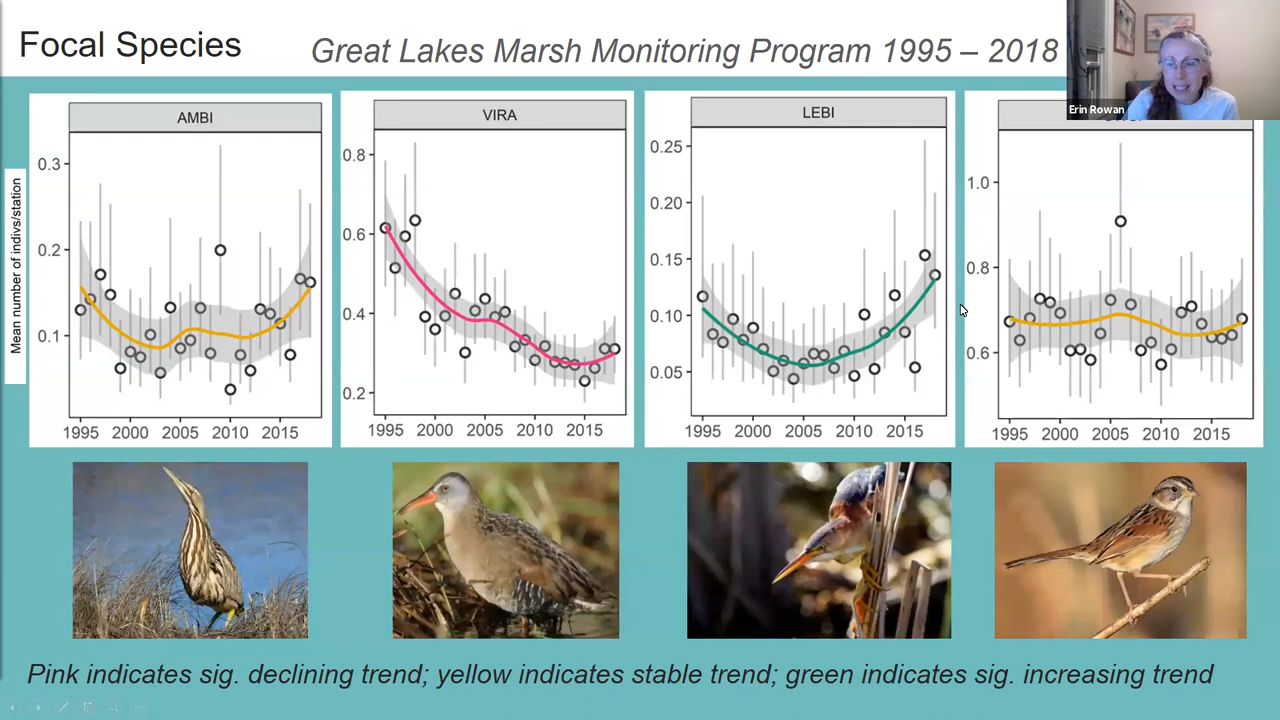 Focal Species
Great Lakes Marsh Monitoring Program 1995 – 2018
Erin Rowan
Mean number of indivs/station
AMBI
0.3
0.2
0.1
1995 2000 2005 2010 2015
VIRA
0.8
0.6
0.4
0.2
1995 2000 2005 2010 2015
LEBI
0.25
0.20
0.15
0.10
0.05
1995 2000 2005 2010 2015
1.0
0.8
0.6
1995 2000 2005 2010 2015
Pink indicates sig. declining trend; yellow indicates stable trend; green indicates sig. increasing trend